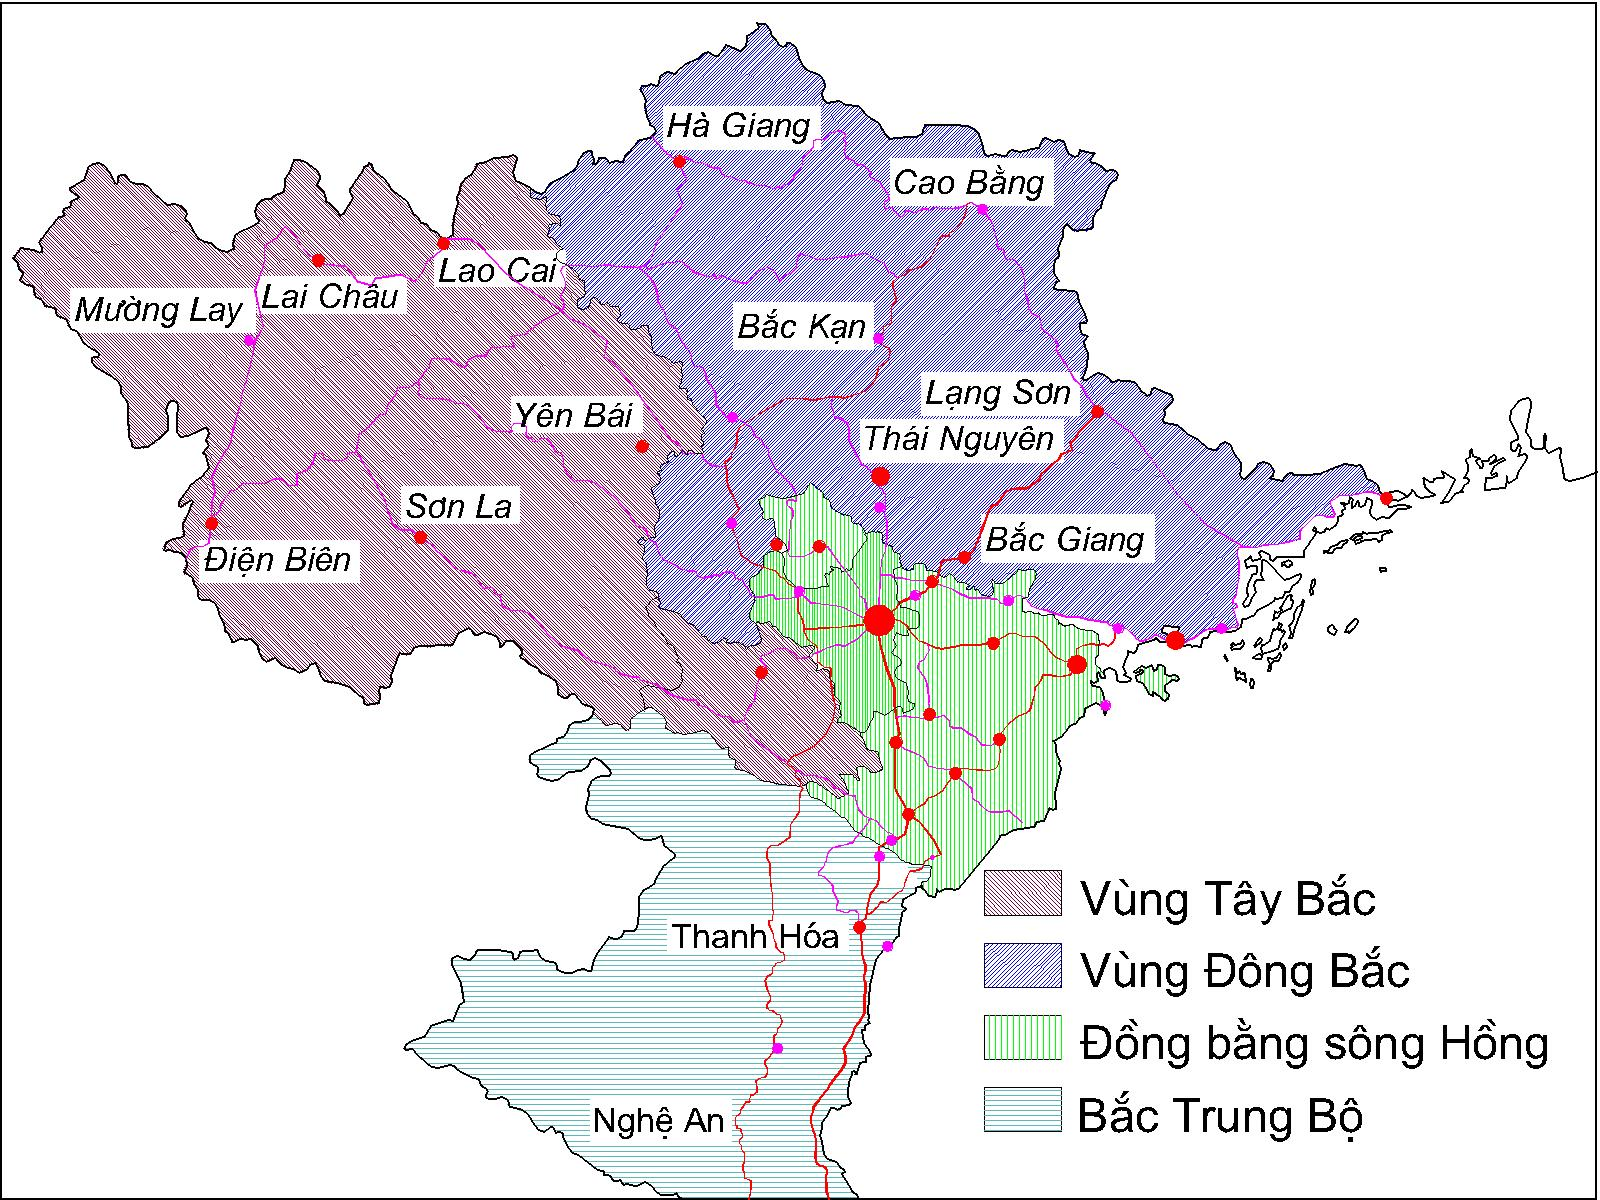 Hà Giang
Cao Bằng
Lao Cai
Lai Châu
Mường Lay
Bắc Kạn
Lạng Sơn
Yên Bái
Thái Nguyên
Sơn La
Bắc Giang
Điện Biên
Vùng Tây Bắc
Thanh Hóa
Vùng Đông Bắc
Đồng bằng sông Hồng
Bắc Trung Bộ
Nghệ An